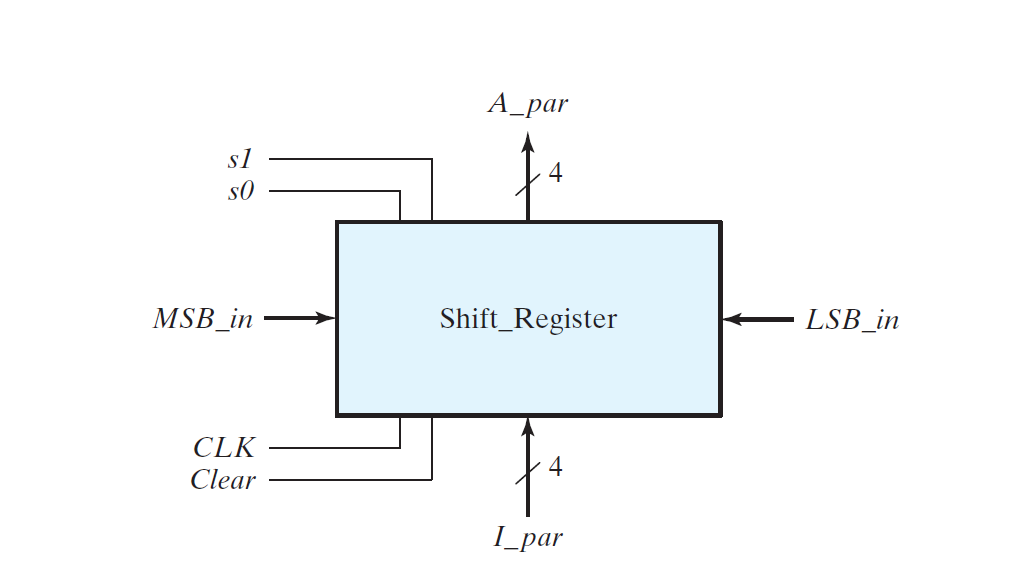 A_par
4
s1
s0
MSB_in
Shift_Register
LSB_in
CLK
Clear
4
I_par